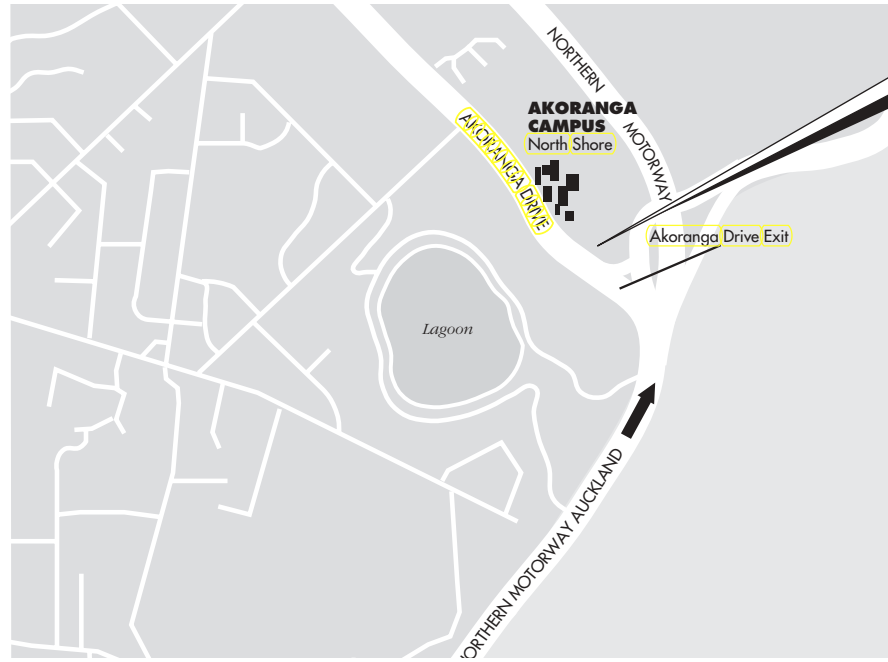 NORTHERN MOTORWAY
AKORANGA DRIVE
AKORANGA
CAMPUS
North Shore
Akoranga Drive Exit
Lagoon
NORTHERN MOTORWAY AUCKLAND